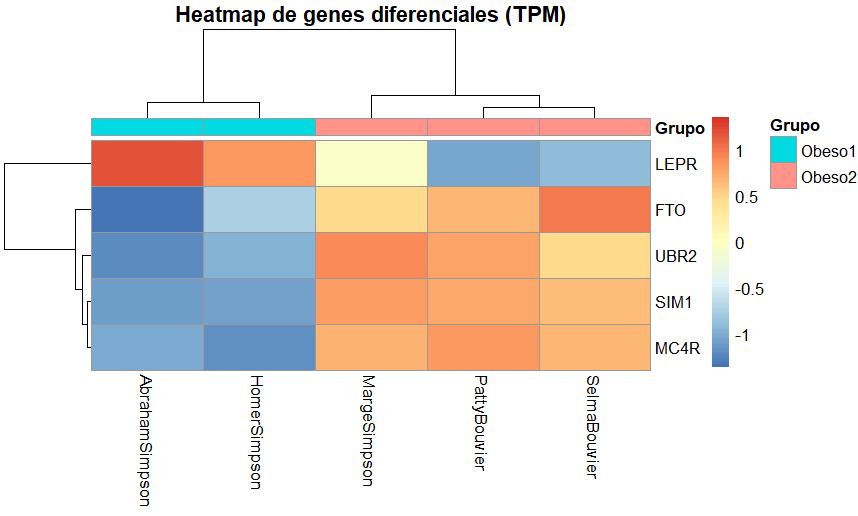 Heatmap de genes diferenciales (TPM)
Grupo
LEPR
FTO
UBR2
SIM1
MC4R
AbrahamSimpson
HomerSimpson
MargeSimpson
PattyBouvier
SelmaBouvier
1
0.5
0
-0.5
-1
Grupo
Obeso1
Obeso2